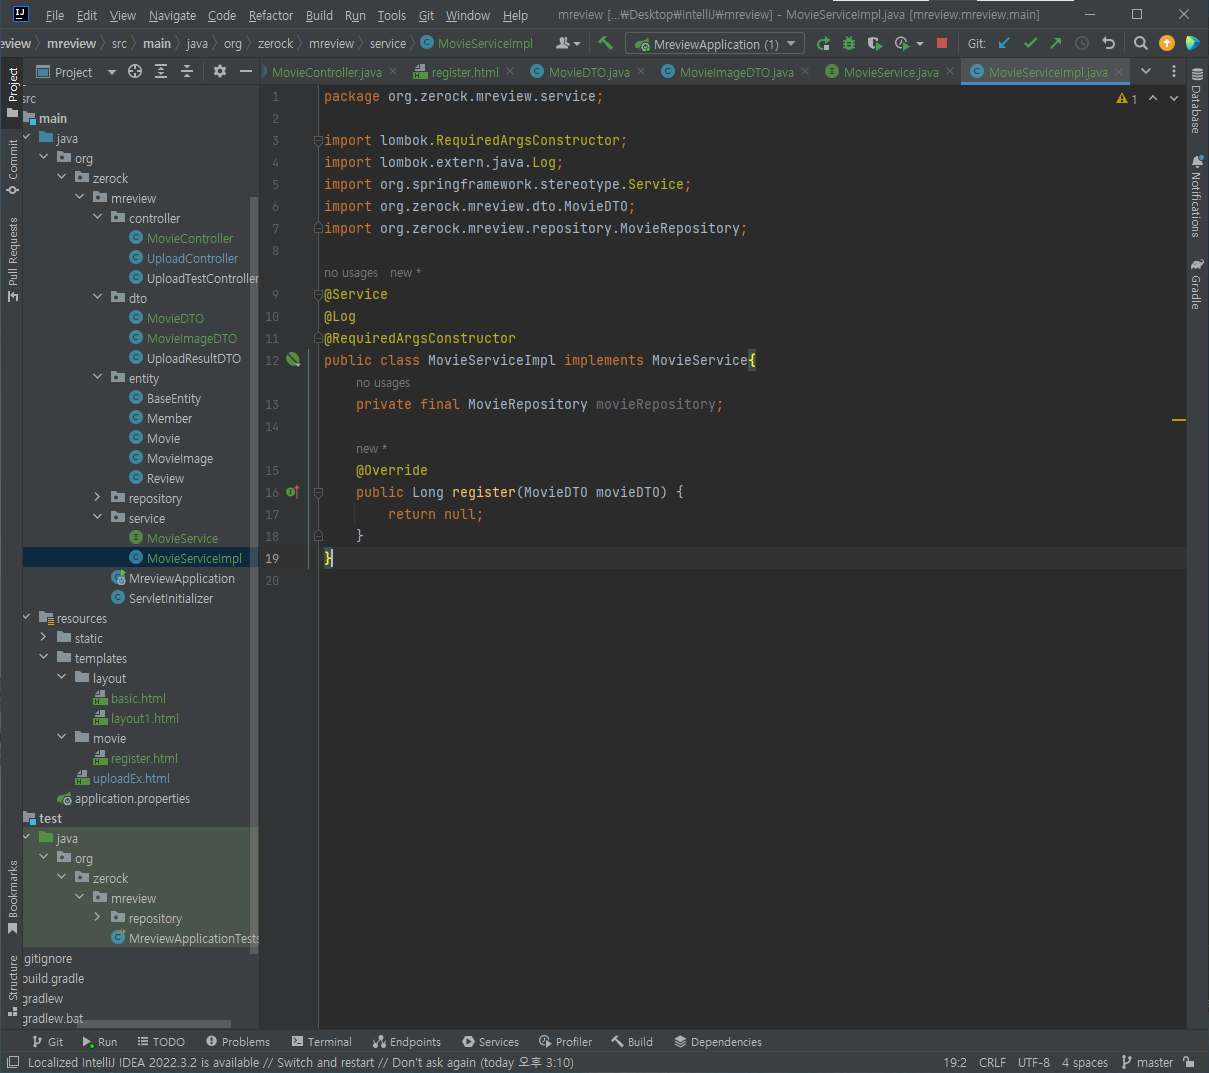 File Edit View Navigate Code Refactor Build Run Tools Git Window Help mreview [...₩Desktop₩IntelliJ₩mreview] - MovieServiceImpl.java [mreview.mreview.main]
eview mreview src main java org zerock mreview service MovieServiceImpl MreviewApplication (1) Git:
Project MovieController.java register.html MovieDTO.java MovieImageDTO.java MovieService.java MovieServiceImpl.java
Project
Commit
Pull Requests
Bookmarks
Structure
src
main
java
org
zerock
mreview
controller
MovieController
UploadController
UploadTestController
dto
MovieDTO
MovieImageDTO
UploadResultDTO
entity
BaseEntity
Member
Movie
MovieImage
Review
repository
service
MovieService
MovieServiceImpl
MreviewApplication
ServletInitializer
resources
static
templates
layout
basic.html
layout1.html
movie
register.html
uploadEx.html
application.properties
test
java
org
zerock
mreview
repository
MreviewApplicationTests
gitignore
build.gradle
gradlew
gradlew.bat
1 package org.zerock.mreview.service;
2
3 import lombok.RequiredArgsConstructor;
4 import lombok.extern.java.Log;
5 import org.springframework.stereotype.Service;
6 import org.zerock.mreview.dto.MovieDTO;
7 import org.zerock.mreview.repository.MovieRepository;
8
no usages new *
9 @Service
10 @Log
11 @RequiredArgsConstructor
12 public class MovieServiceImpl implements MovieService{
no usages
13 private final MovieRepository movieRepository;
14
new *
15 @Override
16 public Long register(MovieDTO movieDTO) {
17 return null;
18 }
19 }
20
1
Database
Notifications
Gradle
Git Run TODO Problems Terminal Endpoints Services Profiler Build Dependencies
Localized IntelliJ IDEA 2022.3.2 is available // Switch and restart // Don't ask again (today 오후 3:10) 19:2 CRLF UTF-8 4 spaces master